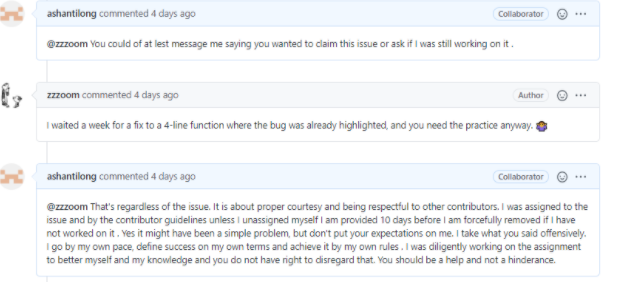 ashantilong commented 4 days ago
Collaborator
@zzzoom You could of at lest message me saying you wanted to claim this issue or ask if I was still working on it .
zzzoom commented 4 days ago
Author
I waited a week for a fix to a 4-line function where the bug was already highlighted, and you need the practice anyway. 🤷🏽‍♀️
ashantilong commented 4 days ago
Collaborator
@zzzoom That's regardless of the issue. It is about proper courtesy and being respectful to other contributors. I was assigned to the
issue and by the contributor guidelines unless I unassigned myself I am provided 10 days before I am forcefully removed if I have
not worked on it . Yes it might have been a simple problem, but don't put your expectations on me. I take what you said offensively.
I go by my own pace, define success on my own terms and achieve it by my own rules . I was diligently working on the assignment
to better myself and my knowledge and you do not have right to disregard that. You should be a help and not a hinderance.